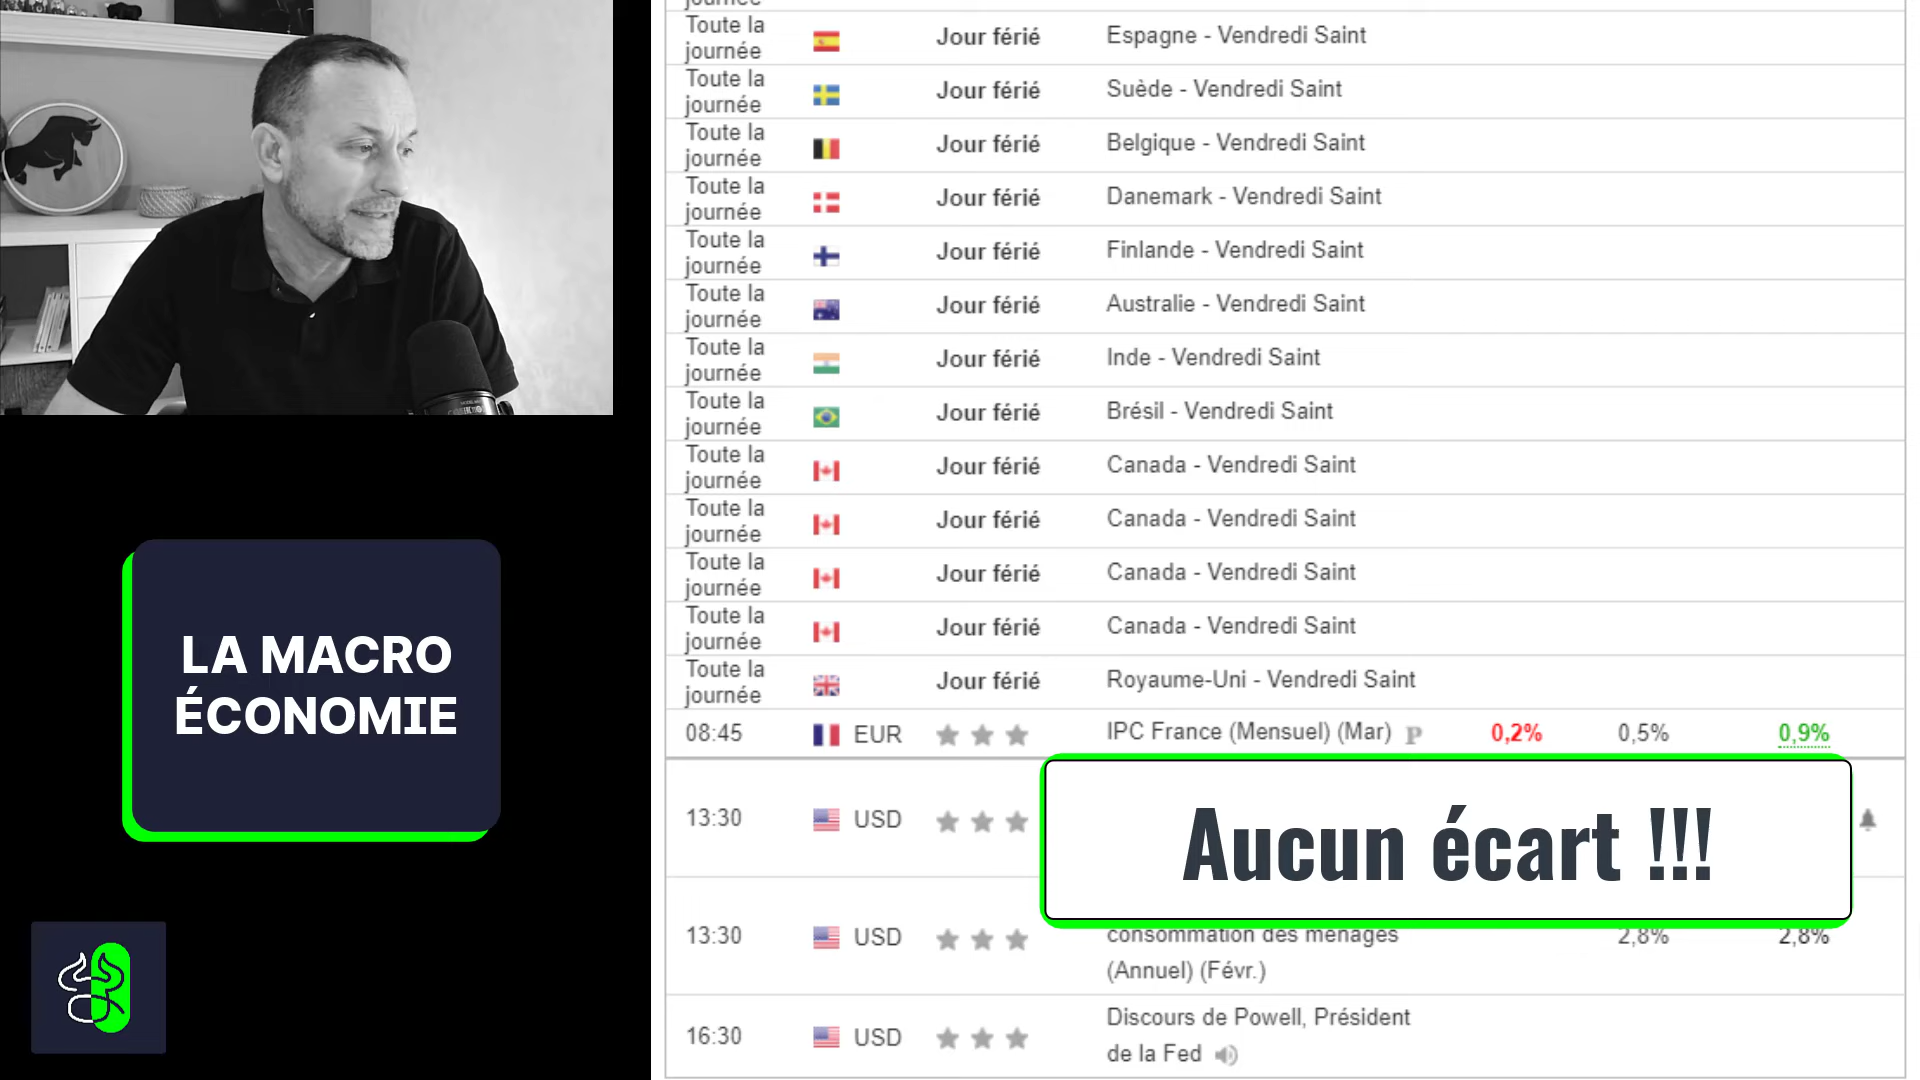 journée
Toute la journée Jour férié Espagne - Vendredi Saint
Toute la journée Jour férié Suède - Vendredi Saint
Toute la journée Jour férié Belgique - Vendredi Saint
Toute la journée Jour férié Danemark - Vendredi Saint
Toute la journée Jour férié Finlande - Vendredi Saint
Toute la journée Jour férié Australie - Vendredi Saint
Toute la journée Jour férié Inde - Vendredi Saint
Toute la journée Jour férié Brésil - Vendredi Saint
Toute la journée Jour férié Canada - Vendredi Saint
Toute la journée Jour férié Canada - Vendredi Saint
Toute la journée Jour férié Canada - Vendredi Saint
Toute la journée Jour férié Canada - Vendredi Saint
Toute la journée Jour férié Royaume-Uni - Vendredi Saint
08:45 EUR IPC France (Mensuel) (Mar) P 0,2% 0,5% 0,9%
13:30 USD
Aucun écart !!!
13:30 USD consommation des ménages 2,8% 2,8%
(Annuel) (Févr.)
16:30 USD Discours de Powell, Président
de la Fed
LA MACRO
ÉCONOMIE